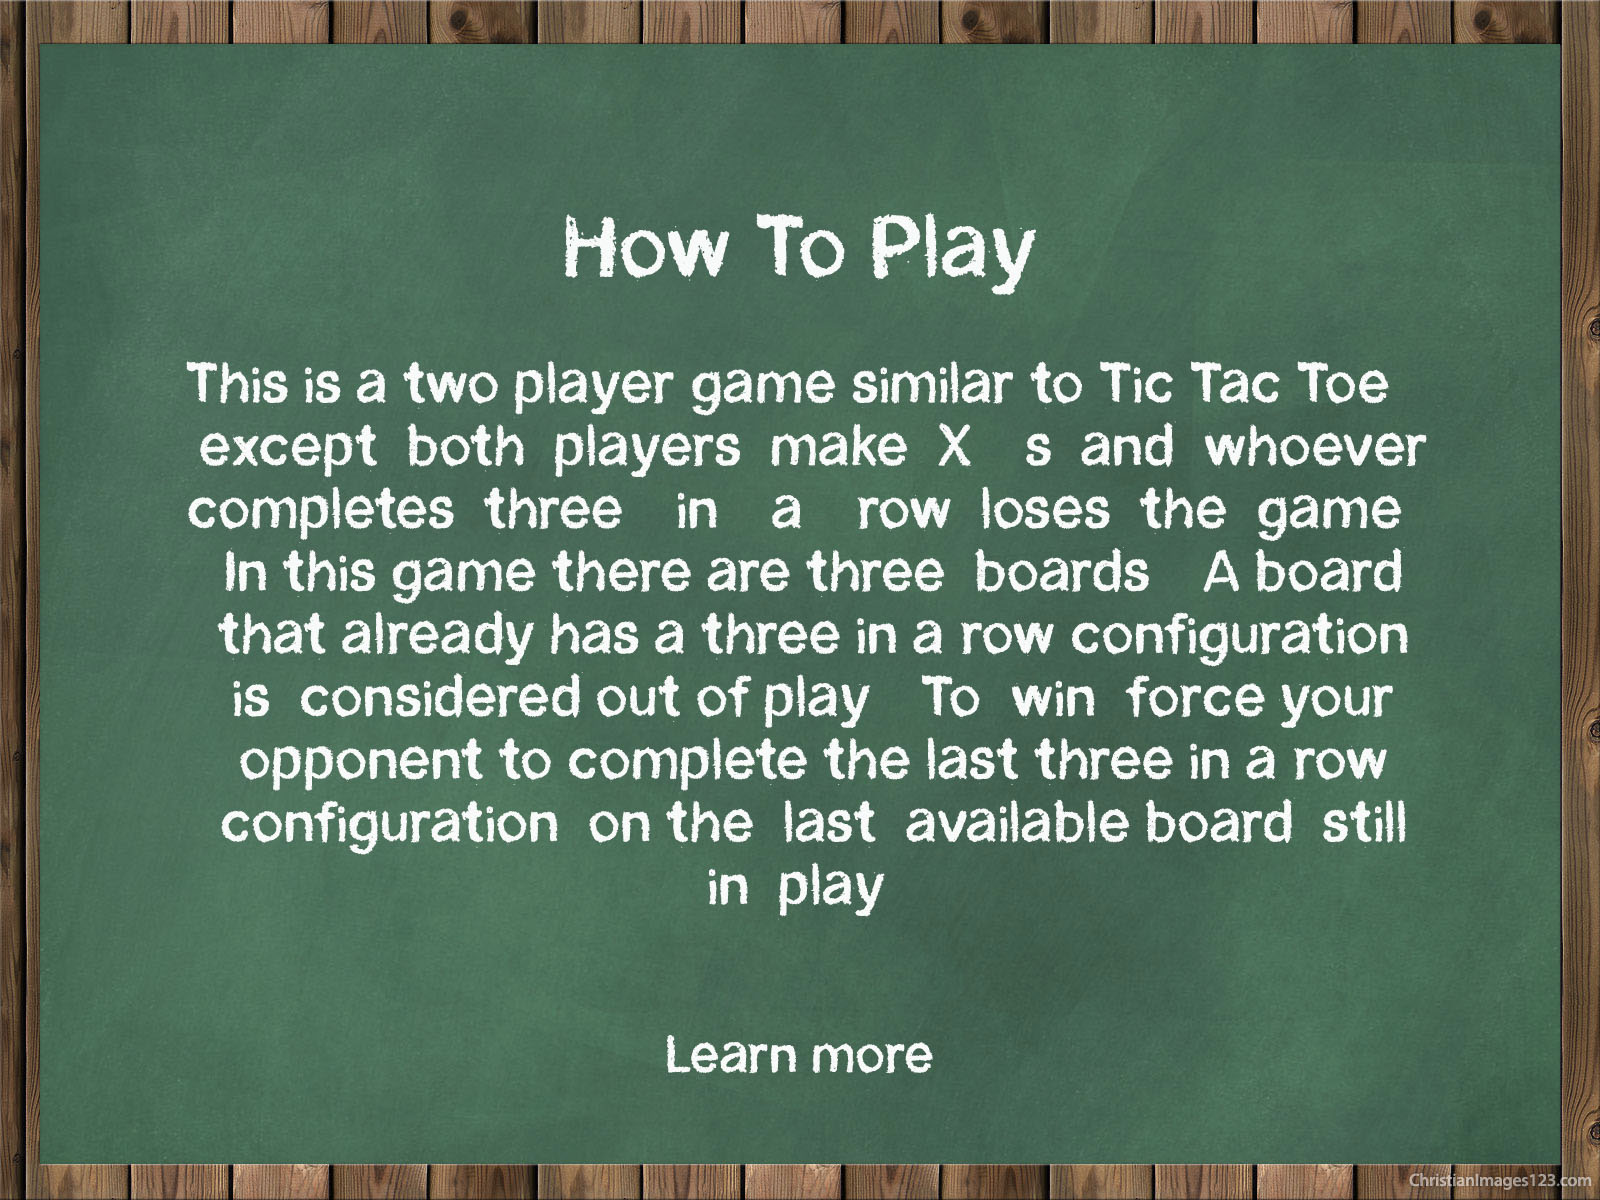 How To Play
This is a two player game similar to Tic Tac Toe
except both players make X s and whoever
completes three in a row loses the game
In this game there are three boards A board
that already has a three in a row configuration
is considered out of play To win force your
opponent to complete the last three in a row
configuration on the last available board still
in play
Learn more
ChristianImages123.com